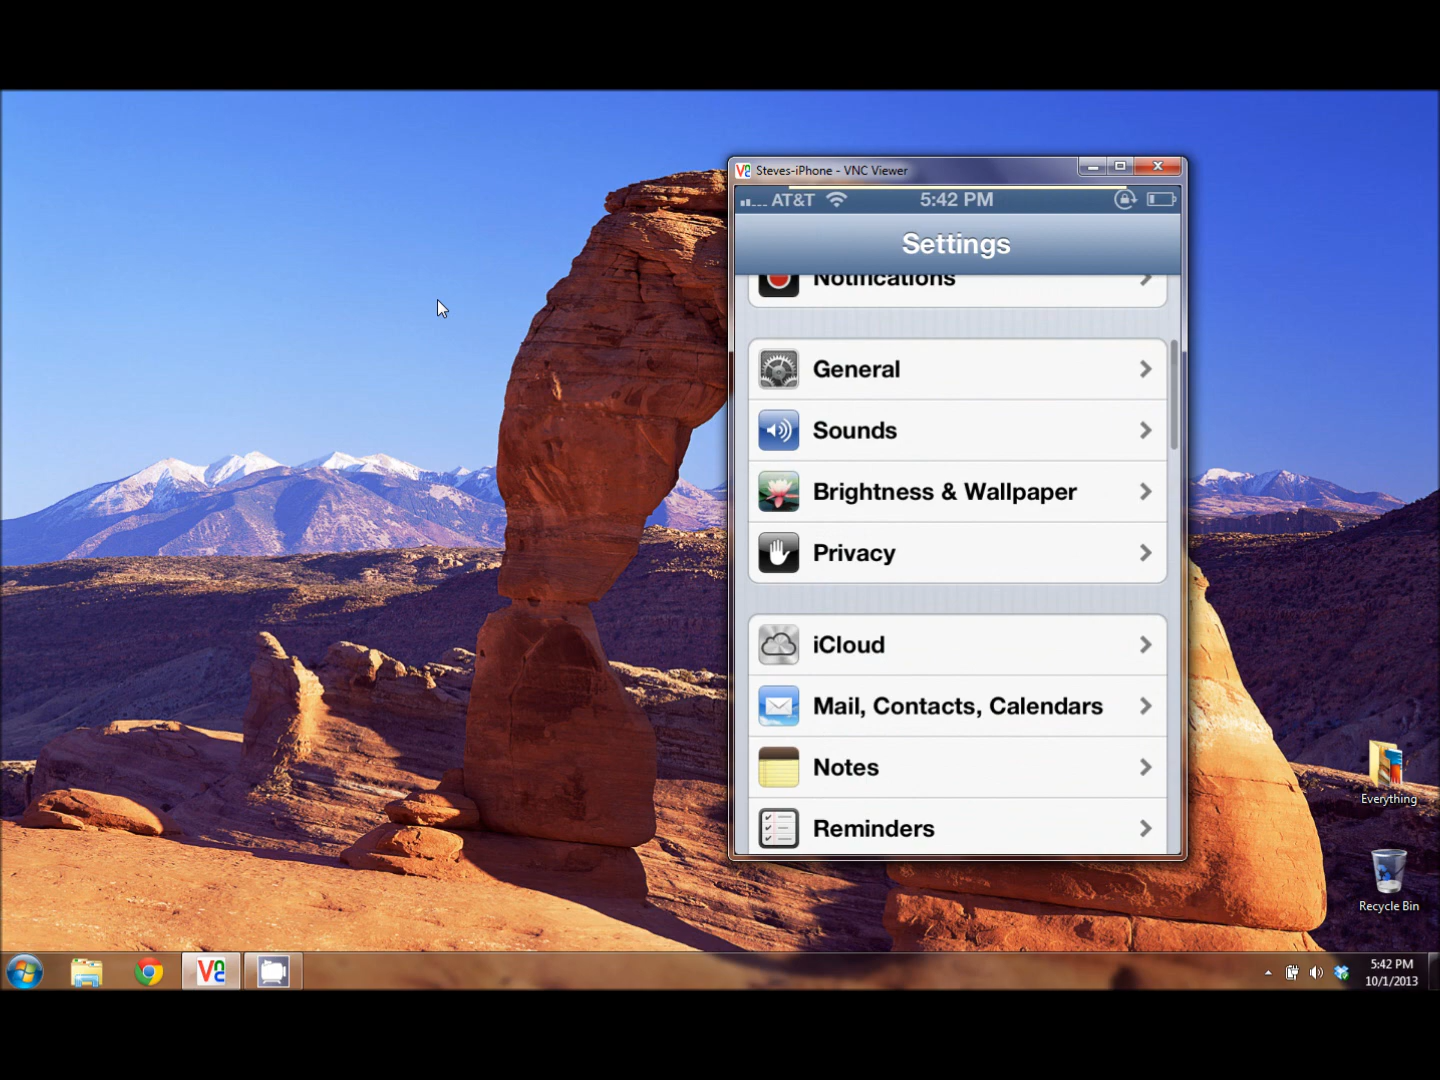 Steves-iPhone - VNC Viewer
AT&T 5:42 PM
Settings
Notifications
General
Sounds
Brightness & Wallpaper
Privacy
iCloud
Mail, Contacts, Calendars
Notes
Reminders
Everything
Recycle Bin
5:42 PM
10/1/2013